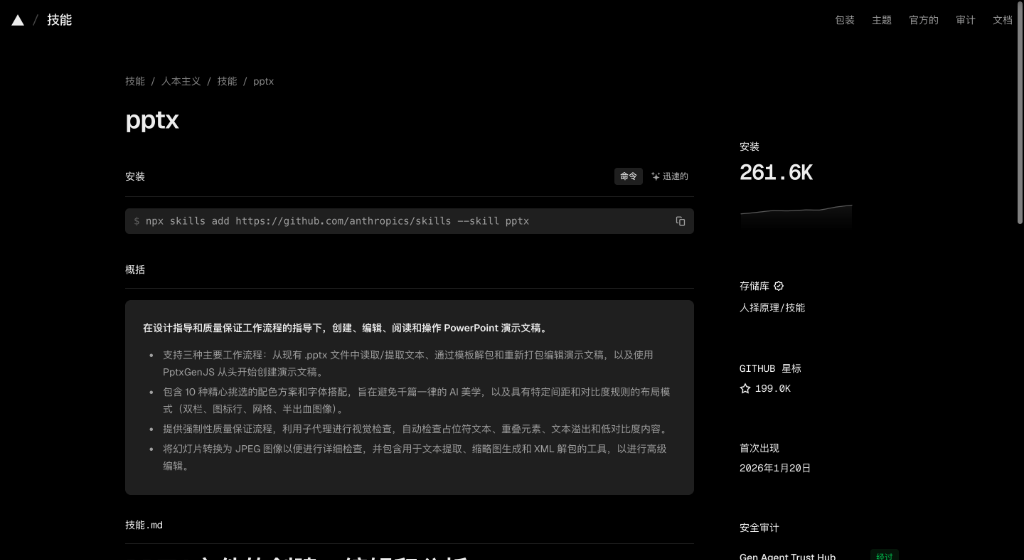 / 技能
包装 主题 官方的 审计 文档
技能 / 人本主义 / 技能 / pptx
pptx
安装
命令 迅速的
$ npx skills add https://github.com/anthropics/skills --skill pptx
概括
在设计指导和质量保证工作流程的指导下，创建、编辑、阅读和操作 PowerPoint 演示文稿。
• 支持三种主要工作流程：从现有 .pptx 文件中读取/提取文本、通过模板解包和重新打包编辑演示文稿，以及使用
PptxGenJS 从头开始创建演示文稿。
• 包含 10 种精心挑选的配色方案和字体搭配，旨在避免千篇一律的 AI 美学，以及具有特定间距和对比度规则的布局模
式（双栏、图标行、网格、半出血图像）。
• 提供强制性质量保证流程，利用子代理进行视觉检查，自动检查占位符文本、重叠元素、文本溢出和低对比度内容。
• 将幻灯片转换为 JPEG 图像以便进行详细检查，并包含用于文本提取、缩略图生成和 XML 解包的工具，以进行高级
编辑。
技能.md
安装
261.6K
存储库
人择原理/技能
GITHUB 星标
199.0K
首次出现
2026年1月20日
安全审计
Gen Agent Trust Hub 经过